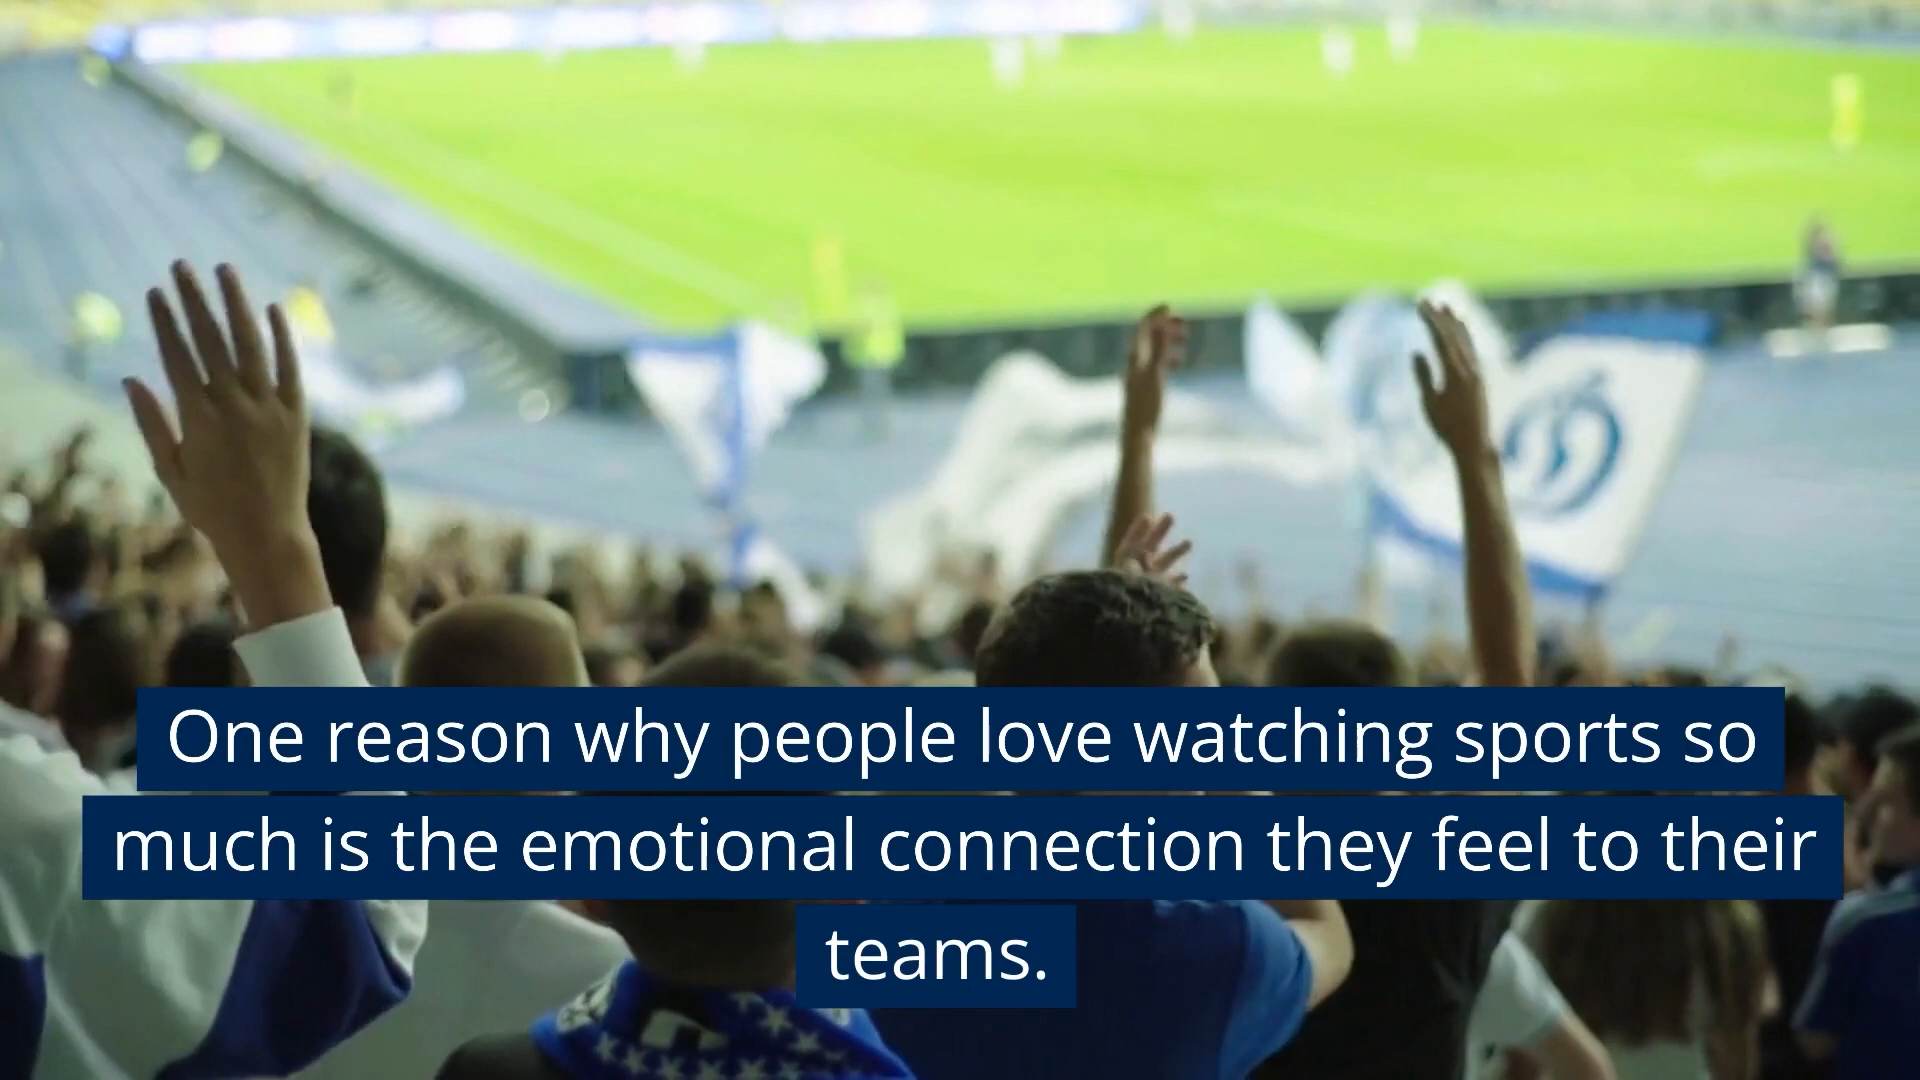 One reason why people love watching sports so
much is the emotional connection they feel to their
teams.